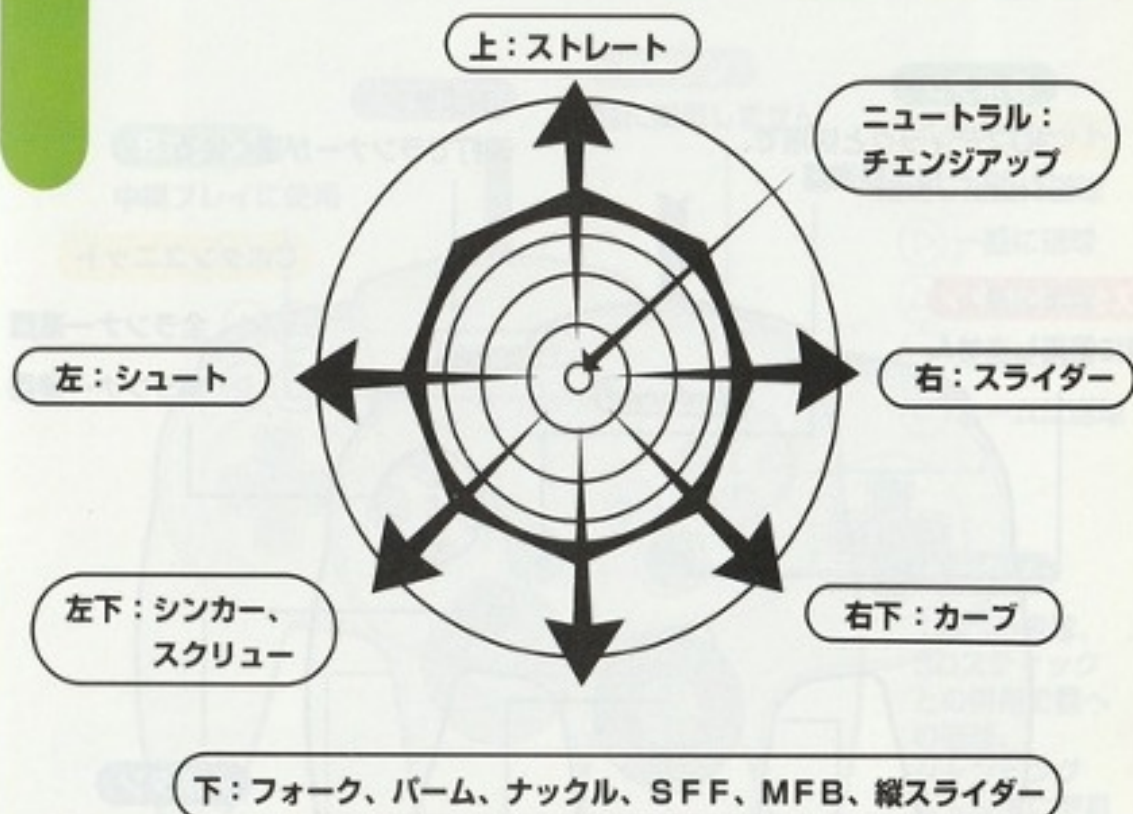 上：ストレート
ニュートラル：
チェンジアップ
左：シュート
右：スライダー
左下：シンカー、
スクリュー
右下：カーブ
下：フォーク、パーム、ナックル、SFF、MFB、縦スライダー